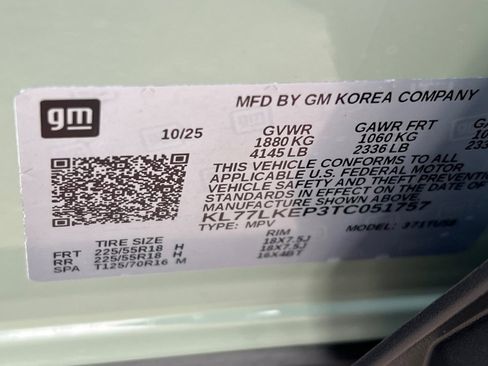 gm
MFD BY GM KOREA COMPANY
10/25 GVWR GAWR FRT
1880 KG 1060 KG
4145 LB 2336 LB
THIS VEHICLE CONFORMS TO ALL
APPLICABLE U.S. FEDERAL MOTOR
VEHICLE SAFETY AND THEFT PREVENTION
STANDARDS IN EFFECT ON THE DATE OF
MANUFACTURE SHOWN ABOVE.
KL77LKEP3TC051757
TYPE: MPV MODEL:
TIRE SIZE RIM
FRT 225/55R18 H 18X7.5J
RR 225/55R18 H 18X7.5J
SPA T125/70R16 M 16X4BT